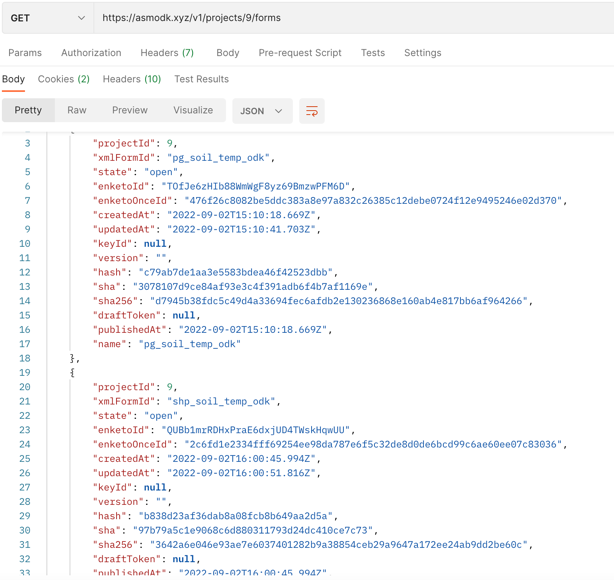 GET https://asmodk.xyz/v1/projects/9/forms
Params Authorization Headers (7) Body Pre-request Script Tests Settings
Body Cookies (2) Headers (10) Test Results
Pretty Raw Preview Visualize JSON
3 "projectId": 9,
4 "xmlFormId": "pg_soil_temp_odk",
5 "state": "open",
6 "enketoId": "TOfJe6zHIb88WmWgF8yz69BmzwPFM6D",
7 "enketoOnceId": "476f26c8082be5ddc383a8e97a832c26385c12debe0724f12e9495246e02d370",
8 "createdAt": "2022-09-02T15:10:18.669Z",
9 "updatedAt": "2022-09-02T15:10:41.703Z",
10 "keyId": null,
11 "version": "",
12 "hash": "c79ab7de1aa3e5583bdea46f42523dbb",
13 "sha": "3078107d9ce84af93e3c4f391adb6f4b7af1169e",
14 "sha256": "d7945b38fdc5c49d4a33694fec6afdb2e130236868e160ab4e817bb6af964266",
15 "draftToken": null,
16 "publishedAt": "2022-09-02T15:10:18.669Z",
17 "name": "pg_soil_temp_odk"
18 },
19 {
20 "projectId": 9,
21 "xmlFormId": "shp_soil_temp_odk",
22 "state": "open",
23 "enketoId": "QUBb1mrRDHxPraE6dxjUD4TWskHqwUU",
24 "enketoOnceId": "2c6fd1e2334fff69254ee98da787e6f5c32de8d0de6bcd99c6ae60ee07c83036",
25 "createdAt": "2022-09-02T16:00:45.994Z",
26 "updatedAt": "2022-09-02T16:00:51.816Z",
27 "keyId": null,
28 "version": "",
29 "hash": "b838d23af36dab8a08fcb8b649aa2d5a",
30 "sha": "97b79a5c1e9068c6d880311793d24dc410ce7c73",
31 "sha256": "3642a6e046e93ae7e6037401282b9a38854ceb29a9647a172ee24ab9dd2be60c",
32 "draftToken": null,
33 "publishedAt": "2022-09-02T16:00:45.994Z",